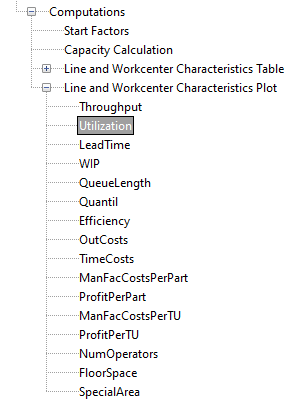 Computations
Start Factors
Capacity Calculation
Line and Workcenter Characteristics Table
Line and Workcenter Characteristics Plot
Throughput
Utilization
LeadTime
WIP
QueueLength
Quantil
Efficiency
OutCosts
TimeCosts
ManFacCostsPerPart
ProfitPerPart
ManFacCostsPerTU
ProfitPerTU
NumOperators
FloorSpace
SpecialArea